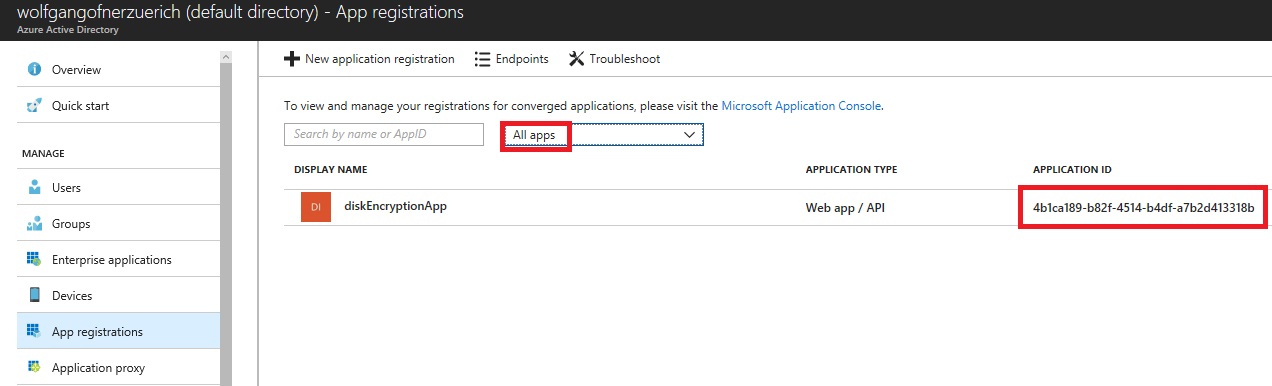 wolfgangofnerzuerich (default directory) - App registrations
Azure Active Directory
Overview
Quick start
MANAGE
Users
Groups
Enterprise applications
Devices
App registrations
Application proxy
New application registration Endpoints Troubleshoot
To view and manage your registrations for converged applications, please visit the Microsoft Application Console.
Search by name or AppID All apps
DISPLAY NAME APPLICATION TYPE APPLICATION ID
DI diskEncryptionApp Web app / API 4b1ca189-b82f-4514-b4df-a7b2d413318b